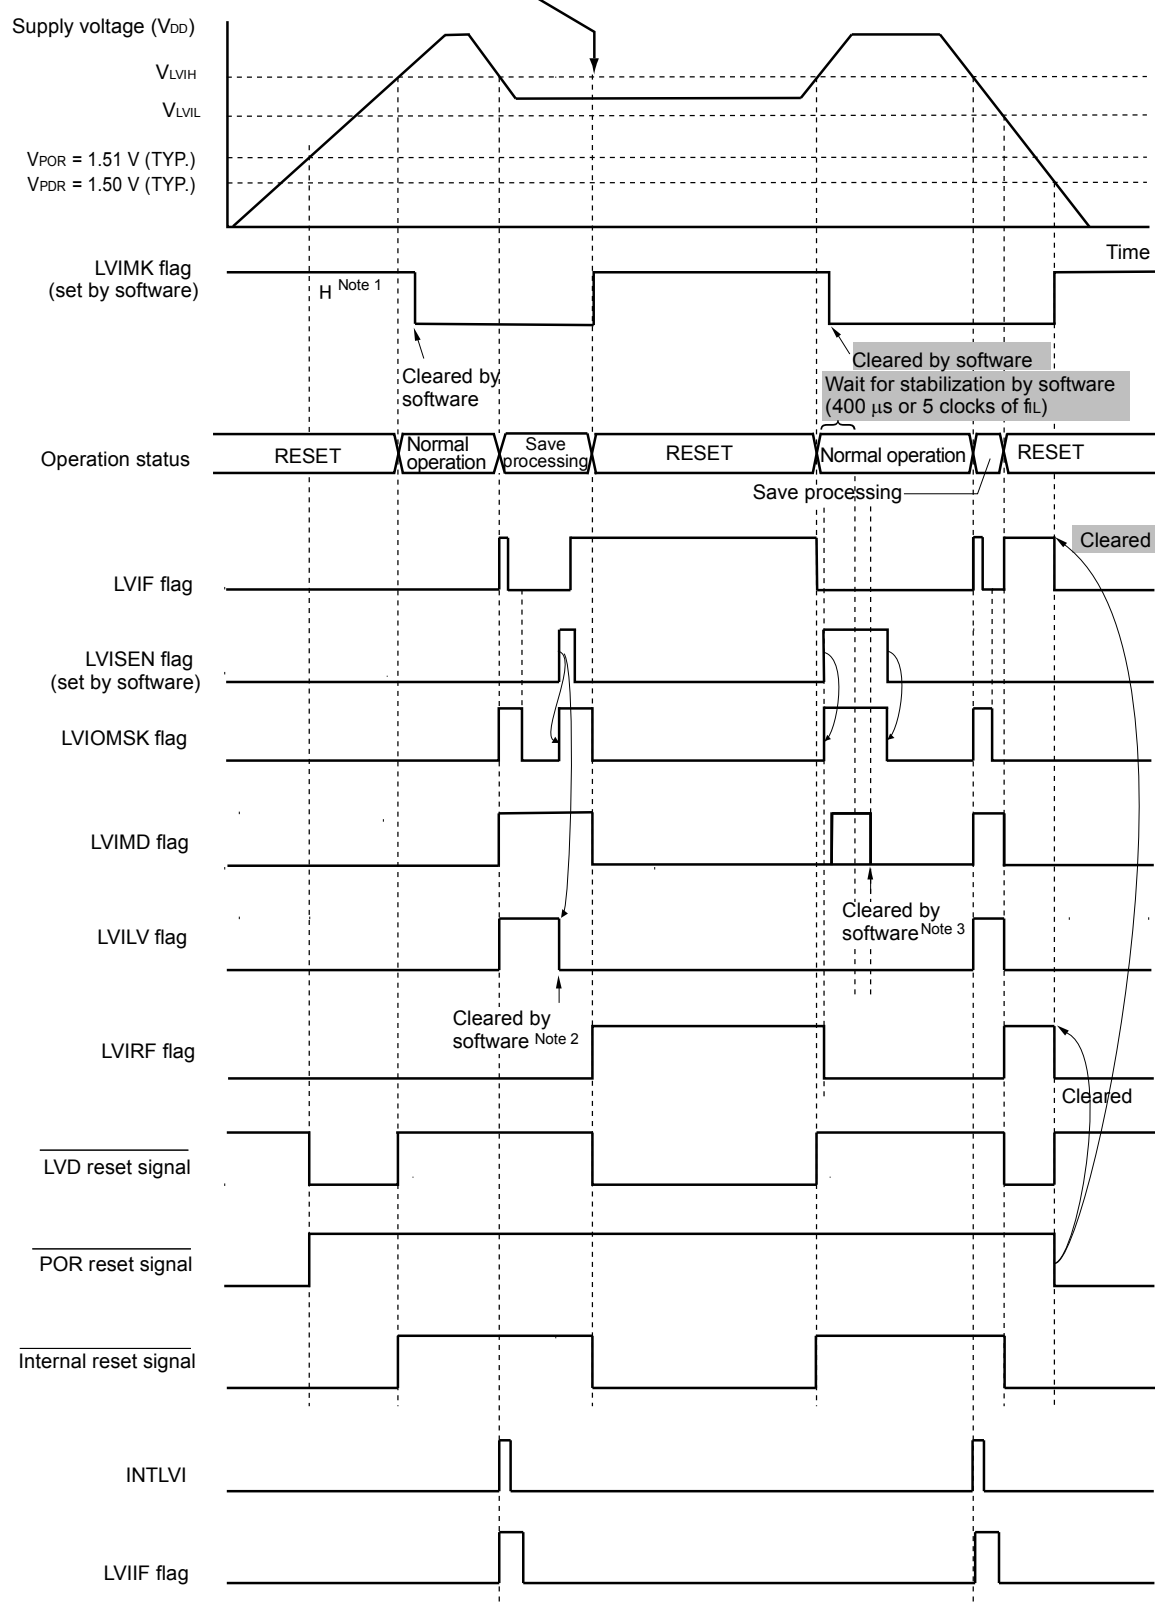 Supply voltage (VDD)
VLVIH
VLVIL
VPOR = 1.51 V (TYP.)
VPDR = 1.50 V (TYP.)
Time
LVIMK flag
(set by software)
H Note 1
Cleared by
software
Cleared by software
Wait for stabilization by software
(400 μs or 5 clocks of fIL)
Operation status
RESET
Normal
operation
Save
processing
RESET
Normal operation
RESET
Save processing
Cleared
LVIF flag
LVISEN flag
(set by software)
LVIOMSK flag
LVIMD flag
Cleared by
software Note 3
LVILV flag
Cleared by
software Note 2
LVIRF flag
Cleared
LVD reset signal
POR reset signal
Internal reset signal
INTLVI
LVIIF flag